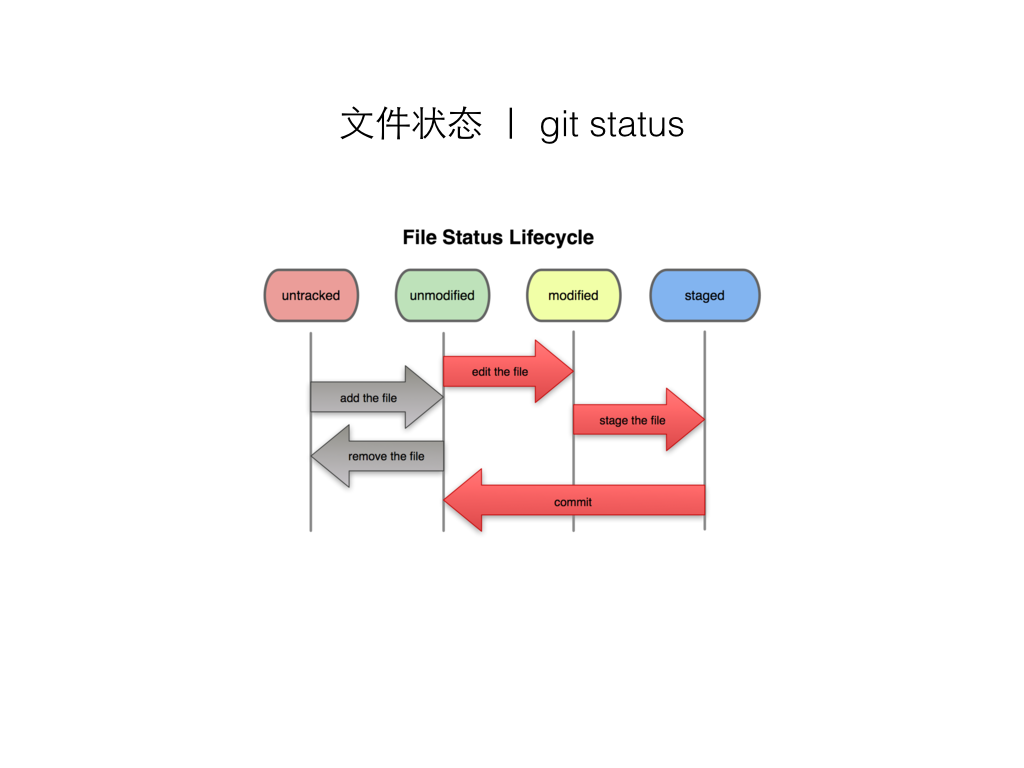 文件状态 | git status
File Status Lifecycle
untracked unmodified modified staged
edit the file
add the file
stage the file
remove the file
commit